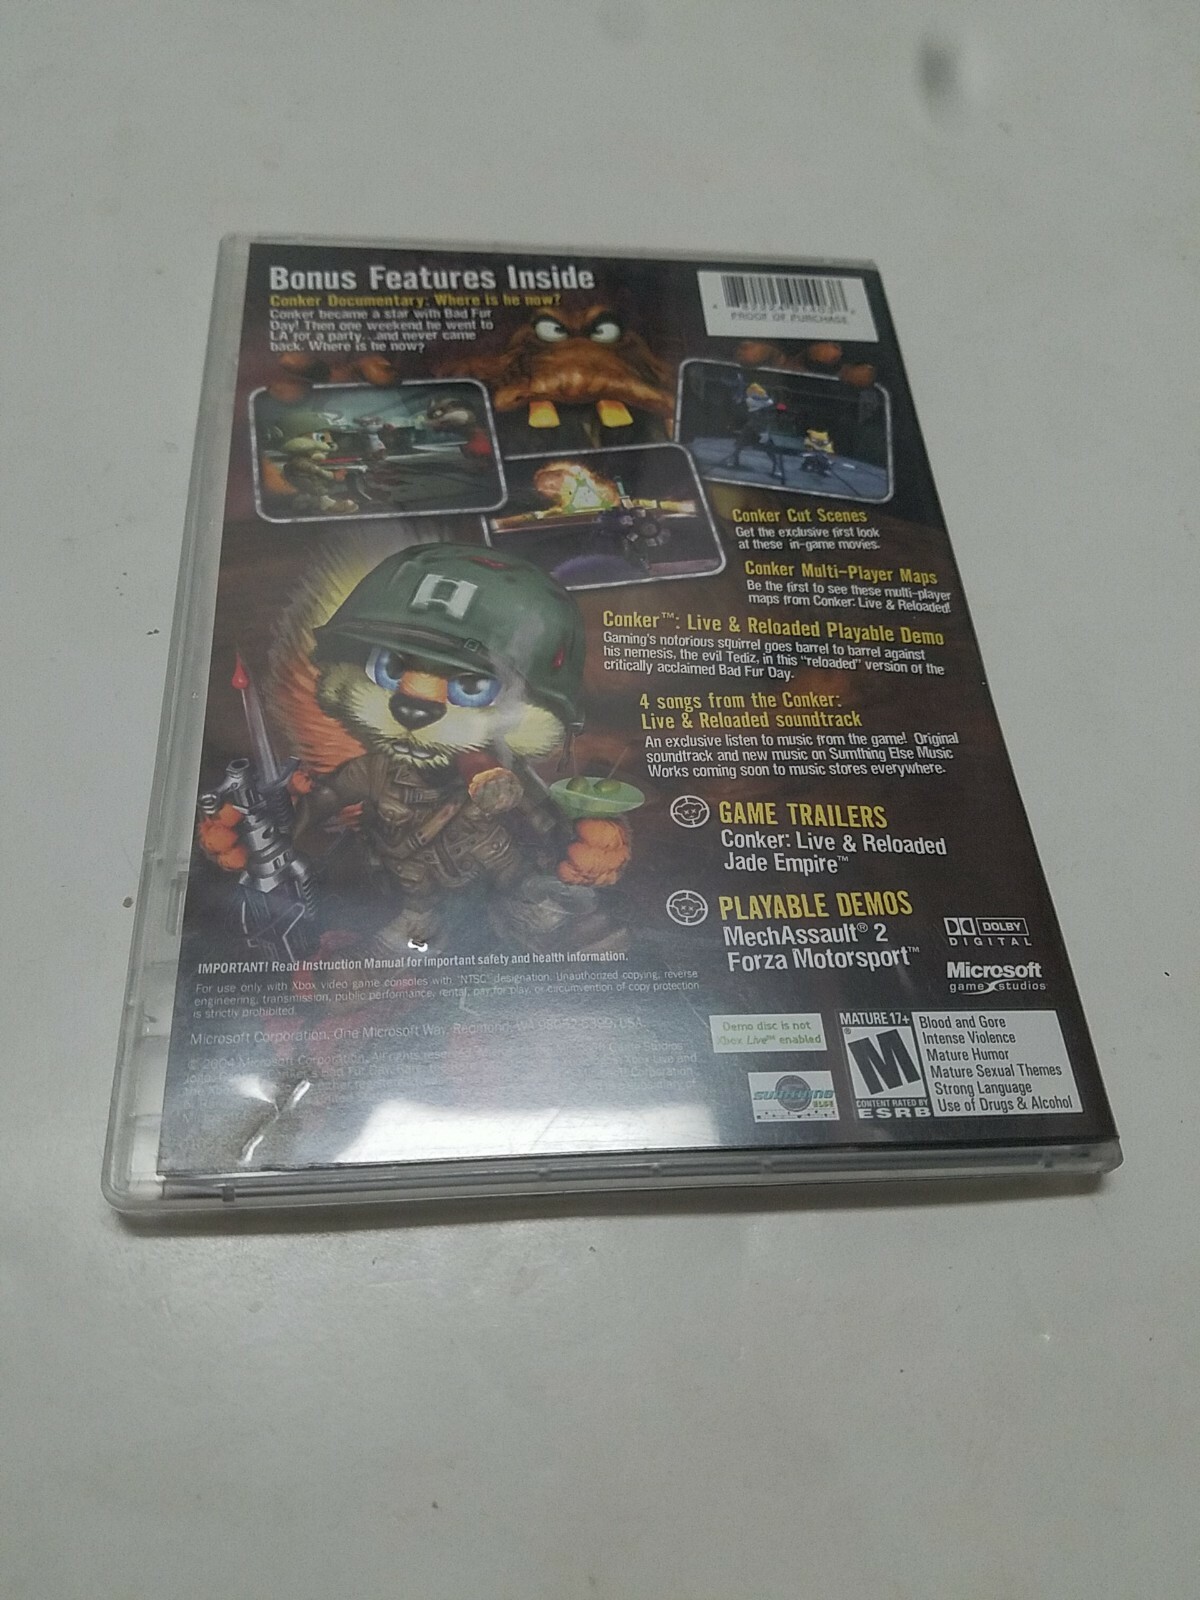 Bonus Features Inside
Conker Documentary: Where is he now?
Conker became a star with Bad Fur
Day! Then one weekend he went to
LA for a party...and never came
back. Where is he now?
PROOF OF PURCHASE
Conker Cut Scenes
Get the exclusive first look
at these in-game movies.
Conker Multi-Player Maps
Be the first to see these multi-player
maps from Conker: Live & Reloaded!
Conker™: Live & Reloaded Playable Demo
Gaming's notorious squirrel goes barrel to barrel against
his nemesis, the evil Tediz, in this "reloaded" version of the
critically acclaimed Bad Fur Day.
4 songs from the Conker:
Live & Reloaded soundtrack
An exclusive listen to music from the game! Original
soundtrack and new music on Sumthing Else Music
Works coming soon to music stores everywhere.
GAME TRAILERS
Conker: Live & Reloaded
Jade Empire™
PLAYABLE DEMOS
MechAssault® 2
Forza Motorsport™
DOLBY
DIGITAL
Microsoft
game studios
IMPORTANT! Read Instruction Manual for important safety and health information.
For use only with Xbox video game consoles with "NTSC" designation. Unauthorized copying, reverse
engineering, transmission, public performance, rental, pay for play, or circumvention of copy protection
is strictly prohibited.
Microsoft Corporation, One Microsoft Way, Redmond, WA USA
© 2004 Microsoft Corporation. All rights
Demo disc is not
Xbox Live™ enabled
sumthing
else
MATURE 17+
M
®
CONTENT RATED BY
ESRB
Blood and Gore
Intense Violence
Mature Humor
Mature Sexual Themes
Strong Language
Use of Drugs & Alcohol